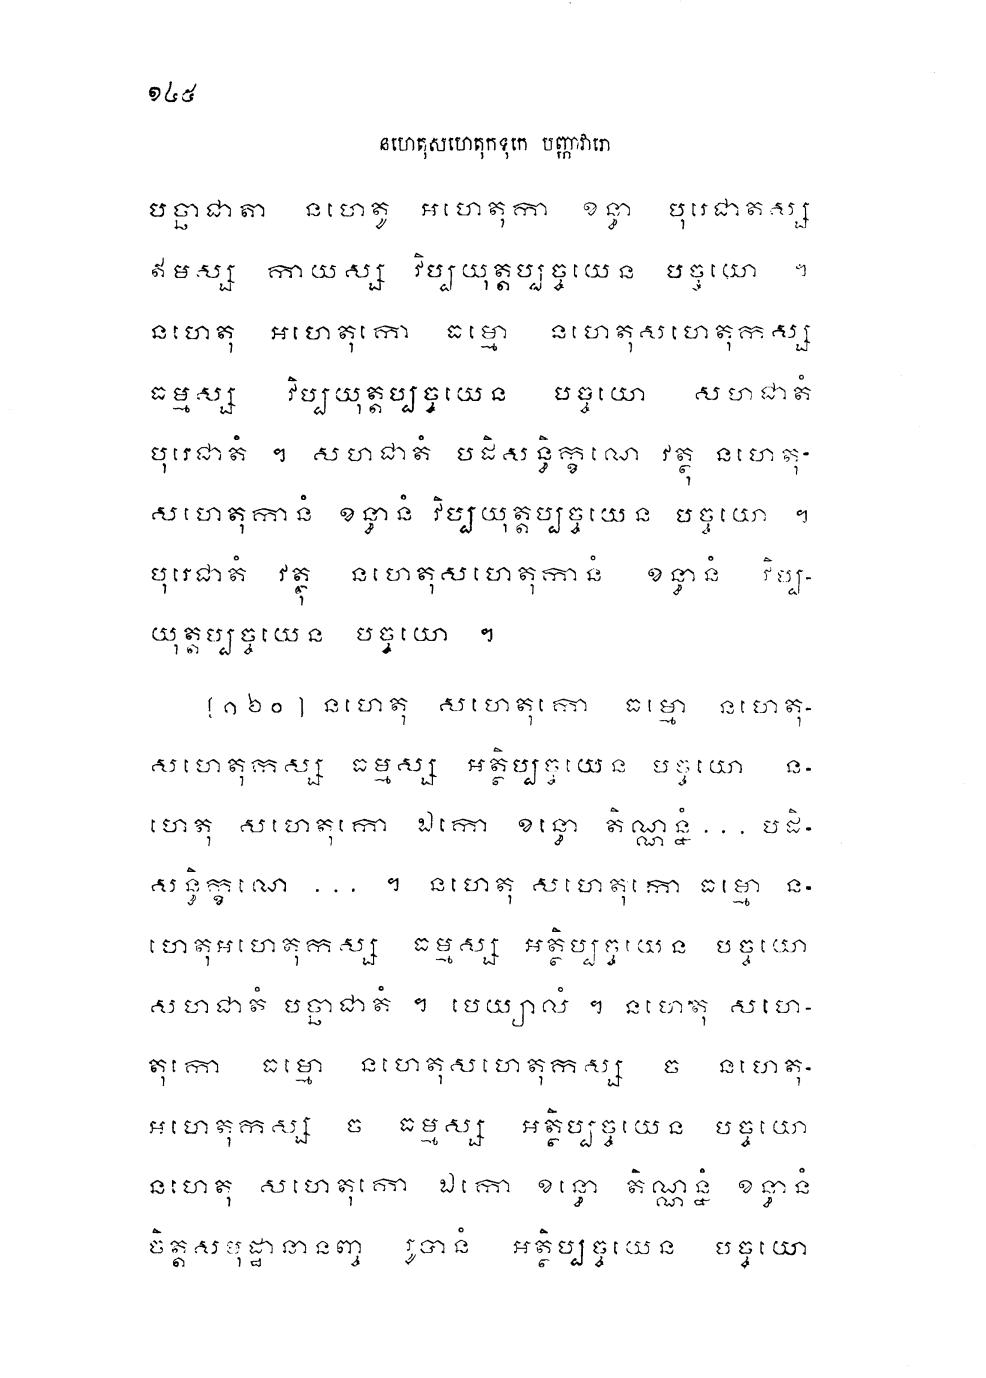 ១៤៥
នហេតុសហេតុកទុកេ បញ្ហាវារោ
បច្ឆាជាតា នហេតូ អហេតុកា ខន្ធា បុរេជាតស្ស
ឥមស្ស កាយស្ស វិប្បយុត្តប្បច្ចយេន បច្ចយោ ។
នហេតុ អហេតុកោ ធម្មោ នហេតុសហេតុកស្ស
ធម្មស្ស វិប្បយុត្តប្បច្ចយេន បច្ចយោ សហជាតំ
បុរេជាតំ ។ សហជាតំ បដិសន្ធិក្ខណេ វត្ថុ នហេតុ-
សហេតុកានំ ខន្ធានំ វិប្បយុត្តប្បច្ចយេន បច្ចយោ ។
បុរេជាតំ វត្ថុ នហេតុសហេតុកានំ ខន្ធានំ វិប្ប-
យុត្តប្បច្ចយេន បច្ចយោ ។
[១៦០] នហេតុ សហេតុកោ ធម្មោ នហេតុ-
សហេតុកស្ស ធម្មស្ស អត្ថិប្បច្ចយេន បច្ចយោ ន-
ហេតុ សហេតុកោ ឯកោ ខន្ធោ តិណ្ណន្នំ ... បដិ-
សន្ធិក្ខណេ ... ។ នហេតុ សហេតុកោ ធម្មោ ន-
ហេតុអហេតុកស្ស ធម្មស្ស អត្ថិប្បច្ចយេន បច្ចយោ
សហជាតំ បច្ឆាជាតំ ។ បេយ្យាលំ ។ នហេតុ សហេ-
តុកោ ធម្មោ នហេតុសហេតុកស្ស ច នហេតុ-
អហេតុកស្ស ច ធម្មស្ស អត្ថិប្បច្ចយេន បច្ចយោ
នហេតុ សហេតុកោ ឯកោ ខន្ធោ តិណ្ណន្នំ ខន្ធានំ
ចិត្តសមុដ្ឋានានញ្ច រូបានំ អត្ថិប្បច្ចយេន បច្ចយោ